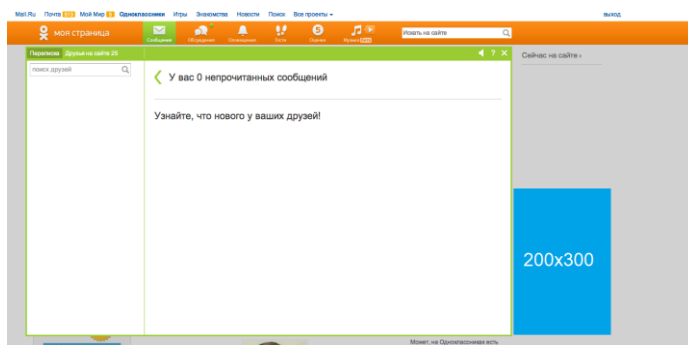 Mail.Ru Почта Мой Мир Одноклассники Игры Знакомства Новости Поиск Все проекты выход
моя страница Сообщения Обсуждения Оповещения Гости Оценки Музыка Искать на сайте
Переписка Друзья на сайте 25 ? X
Сейчас на сайте ›
поиск друзей
У вас 0 непрочитанных сообщений
Узнайте, что нового у ваших друзей!
200x300
Может, на Одноклассниках есть